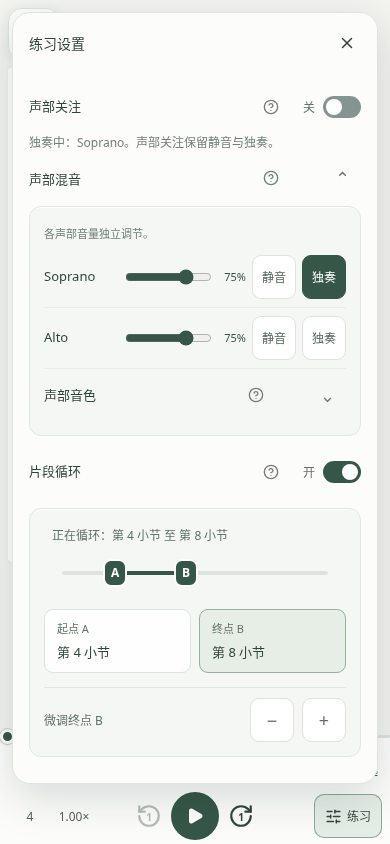 练习设置
声部关注
关
独奏中：Soprano。声部关注保留静音与独奏。
声部混音
各声部音量独立调节。
Soprano 75% 静音 独奏
Alto 75% 静音 独奏
声部音色
片段循环
开
正在循环：第 4 小节 至 第 8 小节
A B
起点 A
第 4 小节
终点 B
第 8 小节
微调终点 B
− +
4 1.00× 1 1 练习